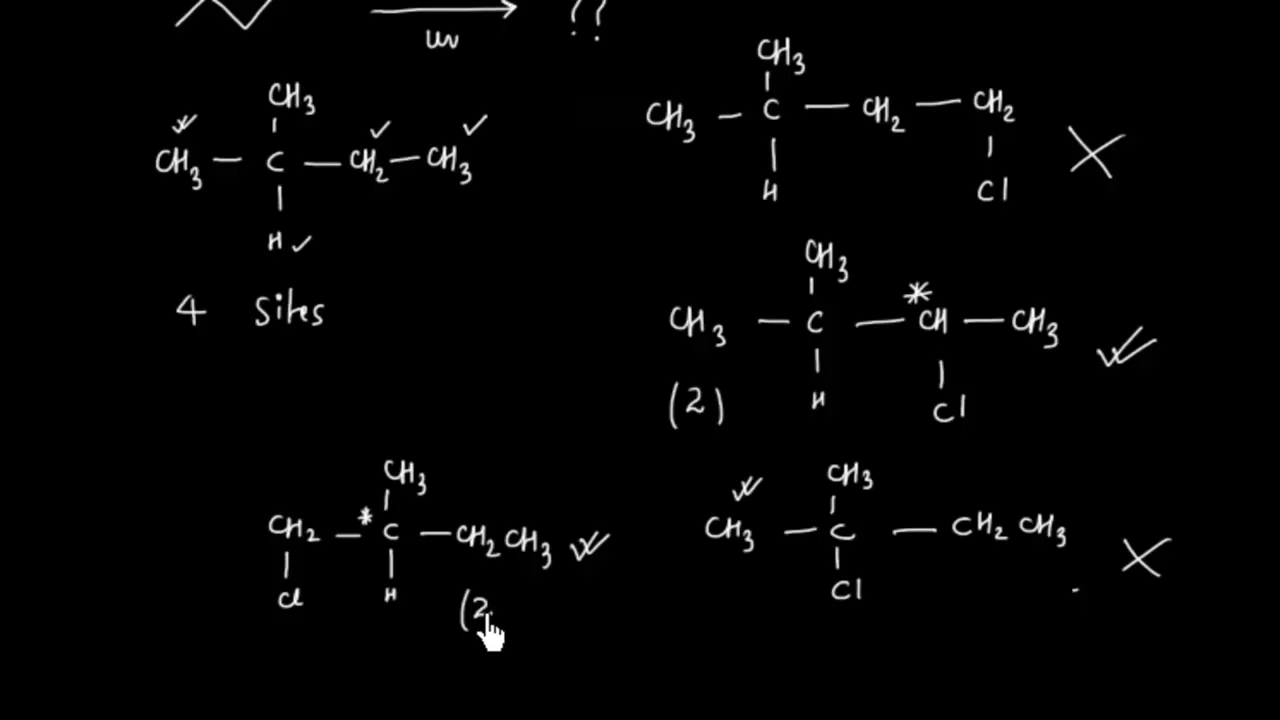 ??
uv
CH3
CH3 — C — CH2 — CH3
H ✓
4 Sites
CH3
CH3 — C — CH2 — CH2
H Cl
CH3
*
CH3 — C — CH — CH3
H Cl
(2)
CH3
CH2 — *C — CH2CH3
Cl H
(2
CH3
CH3 — C — CH2CH3
Cl